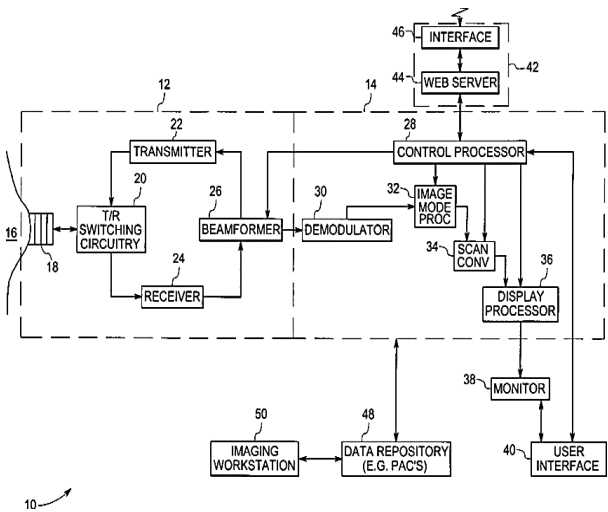 46
INTERFACE
44
WEB SERVER
42
12
14
22
TRANSMITTER
28
CONTROL PROCESSOR
20
T/R
SWITCHING
CIRCUITRY
26
BEAMFORMER
30
DEMODULATOR
32
IMAGE
MODE
PROC
16
18
34
SCAN
CONV
24
RECEIVER
36
DISPLAY
PROCESSOR
38
MONITOR
50
IMAGING
WORKSTATION
48
DATA REPOSITORY
(E.G. PAC'S)
40
USER
INTERFACE
10